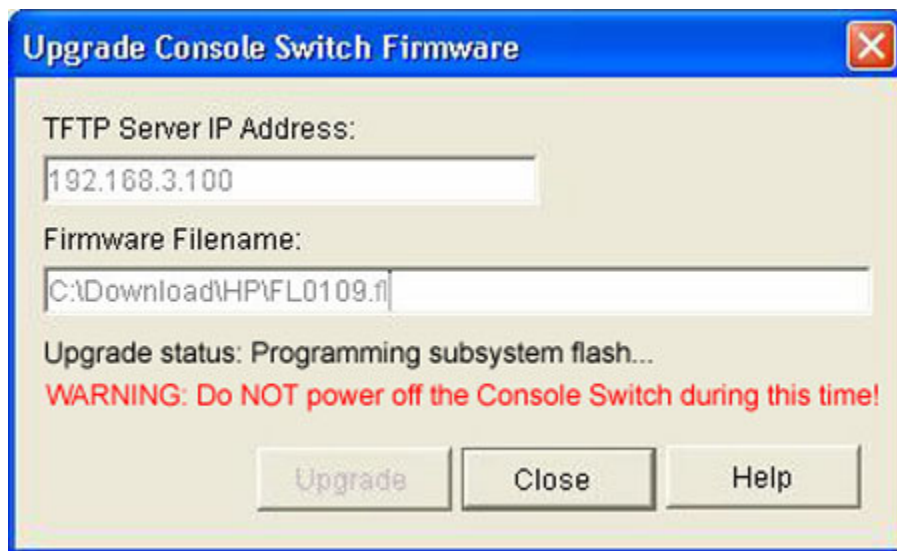 Upgrade Console Switch Firmware
TFTP Server IP Address:
192.168.3.100
Firmware Filename:
C:\Download\HP\FL0109.fl
Upgrade status: Programming subsystem flash...
WARNING: Do NOT power off the Console Switch during this time!
Upgrade
Close
Help